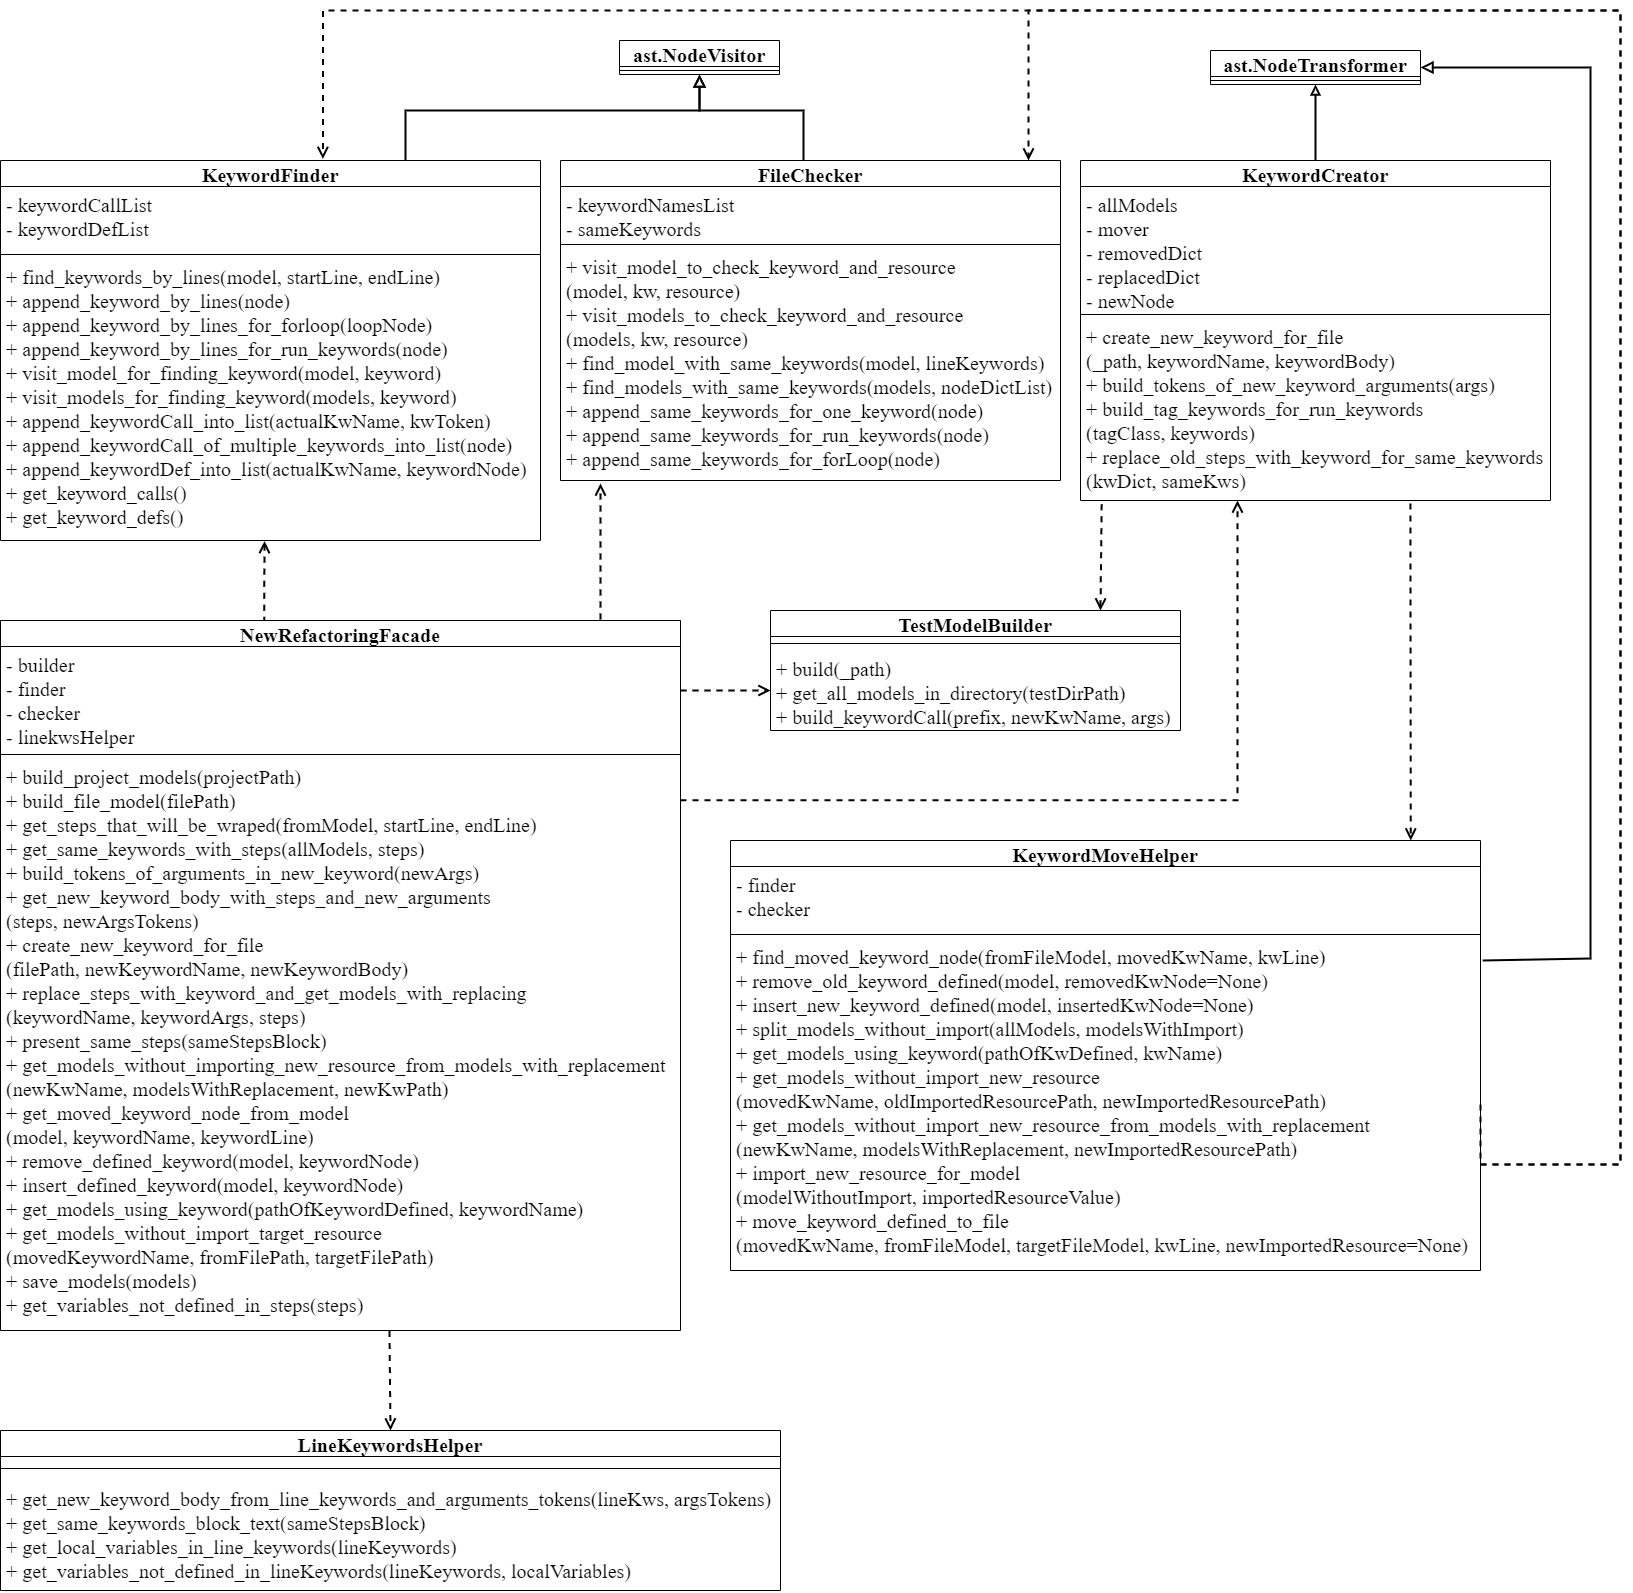 ast.NodeVisitor
ast.NodeTransformer
KeywordFinder
- keywordCallList
- keywordDefList
+ find_keywords_by_lines(model, startLine, endLine)
+ append_keyword_by_lines(node)
+ append_keyword_by_lines_for_forloop(loopNode)
+ append_keyword_by_lines_for_run_keywords(node)
+ visit_model_for_finding_keyword(model, keyword)
+ visit_models_for_finding_keyword(models, keyword)
+ append_keywordCall_into_list(actualKwName, kwToken)
+ append_keywordCall_of_multiple_keywords_into_list(node)
+ append_keywordDef_into_list(actualKwName, keywordNode)
+ get_keyword_calls()
+ get_keyword_defs()
FileChecker
- keywordNamesList
- sameKeywords
+ visit_model_to_check_keyword_and_resource
(model, kw, resource)
+ visit_models_to_check_keyword_and_resource
(models, kw, resource)
+ find_model_with_same_keywords(model, lineKeywords)
+ find_models_with_same_keywords(models, nodeDictList)
+ append_same_keywords_for_one_keyword(node)
+ append_same_keywords_for_run_keywords(node)
+ append_same_keywords_for_forLoop(node)
KeywordCreator
- allModels
- mover
- removedDict
- replacedDict
- newNode
+ create_new_keyword_for_file
(_path, keywordName, keywordBody)
+ build_tokens_of_new_keyword_arguments(args)
+ build_tag_keywords_for_run_keywords
(tagClass, keywords)
+ replace_old_steps_with_keyword_for_same_keywords
(kwDict, sameKws)
NewRefactoringFacade
- builder
- finder
- checker
- linekwsHelper
+ build_project_models(projectPath)
+ build_file_model(filePath)
+ get_steps_that_will_be_wraped(fromModel, startLine, endLine)
+ get_same_keywords_with_steps(allModels, steps)
+ build_tokens_of_arguments_in_new_keyword(newArgs)
+ get_new_keyword_body_with_steps_and_new_arguments
(steps, newArgsTokens)
+ create_new_keyword_for_file
(filePath, newKeywordName, newKeywordBody)
+ replace_steps_with_keyword_and_get_models_with_replacing
(keywordName, keywordArgs, steps)
+ present_same_steps(sameStepsBlock)
+ get_models_without_importing_new_resource_from_models_with_replacement
(newKwName, modelsWithReplacement, newKwPath)
+ get_moved_keyword_node_from_model
(model, keywordName, keywordLine)
+ remove_defined_keyword(model, keywordNode)
+ insert_defined_keyword(model, keywordNode)
+ get_models_using_keyword(pathOfKeywordDefined, keywordName)
+ get_models_without_import_target_resource
(movedKeywordName, fromFilePath, targetFilePath)
+ save_models(models)
+ get_variables_not_defined_in_steps(steps)
TestModelBuilder
+ build(_path)
+ get_all_models_in_directory(testDirPath)
+ build_keywordCall(prefix, newKwName, args)
KeywordMoveHelper
- finder
- checker
+ find_moved_keyword_node(fromFileModel, movedKwName, kwLine)
+ remove_old_keyword_defined(model, removedKwNode=None)
+ insert_new_keyword_defined(model, insertedKwNode=None)
+ split_models_without_import(allModels, modelsWithImport)
+ get_models_using_keyword(pathOfKwDefined, kwName)
+ get_models_without_import_new_resource
(movedKwName, oldImportedResourcePath, newImportedResourcePath)
+ get_models_without_import_new_resource_from_models_with_replacement
(newKwName, modelsWithReplacement, newImportedResourcePath)
+ import_new_resource_for_model
(modelWithoutImport, importedResourceValue)
+ move_keyword_defined_to_file
(movedKwName, fromFileModel, targetFileModel, kwLine, newImportedResource=None)
LineKeywordsHelper
+ get_new_keyword_body_from_line_keywords_and_arguments_tokens(lineKws, argsTokens)
+ get_same_keywords_block_text(sameStepsBlock)
+ get_local_variables_in_line_keywords(lineKeywords)
+ get_variables_not_defined_in_lineKeywords(lineKeywords, localVariables)